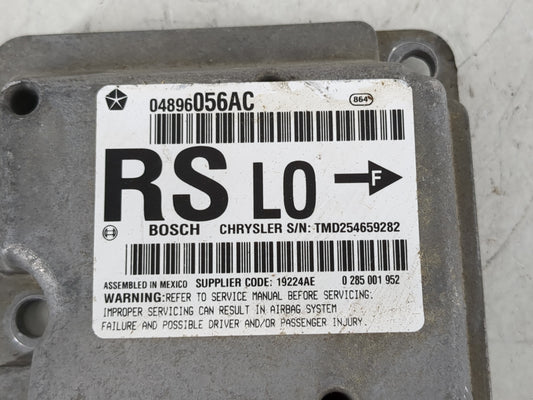 04896056AC 864
RS LO F
BOSCH CHRYSLER S/N: TMD254659282
ASSEMBLED IN MEXICO SUPPLIER CODE: 19224AE 0 285 001 952
WARNING:REFER TO SERVICE MANUAL BEFORE SERVICING.
IMPROPER SERVICING CAN RESULT IN AIRBAG SYSTEM
FAILURE AND POSSIBLE DRIVER AND/OR PASSENGER INJURY.